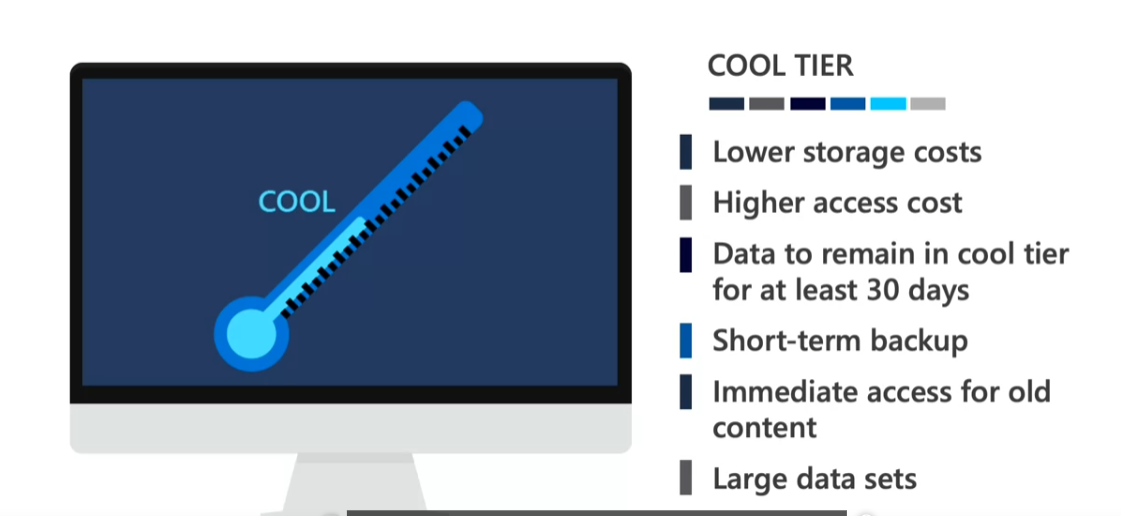 COOL TIER
COOL
Lower storage costs
Higher access cost
Data to remain in cool tier
for at least 30 days
Short-term backup
Immediate access for old
content
Large data sets